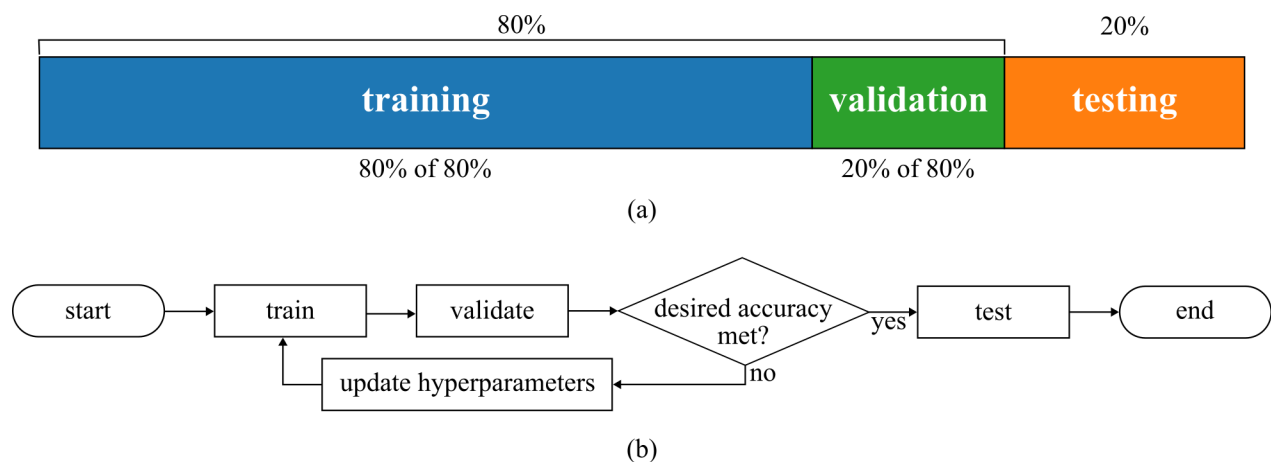 80% 20%
training validation testing
80% of 80% 20% of 80%
(a)
start train validate desired accuracy met? yes test end
no
update hyperparameters
(b)